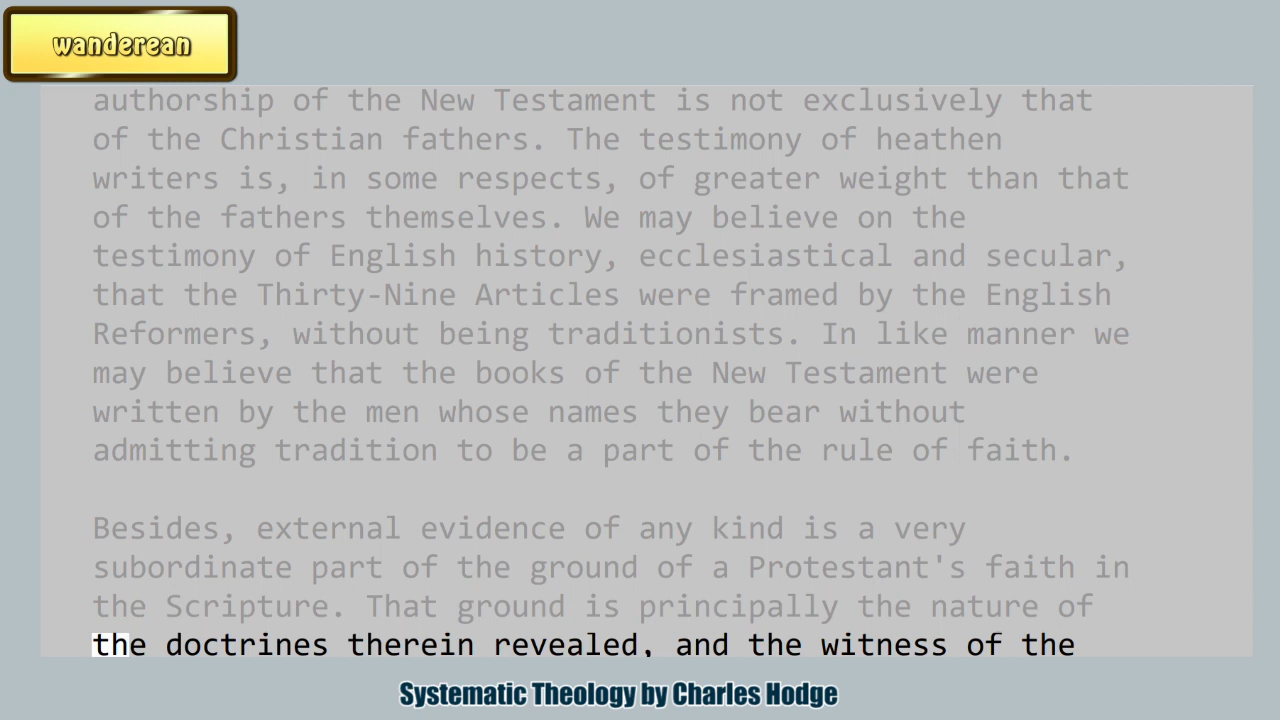 wanderean
authorship of the New Testament is not exclusively that
of the Christian fathers. The testimony of heathen
writers is, in some respects, of greater weight than that
of the fathers themselves. We may believe on the
testimony of English history, ecclesiastical and secular,
that the Thirty-Nine Articles were framed by the English
Reformers, without being traditionists. In like manner we
may believe that the books of the New Testament were
written by the men whose names they bear without
admitting tradition to be a part of the rule of faith.
Besides, external evidence of any kind is a very
subordinate part of the ground of a Protestant's faith in
the Scripture. That ground is principally the nature of
the doctrines therein revealed, and the witness of the
Systematic Theology by Charles Hodge